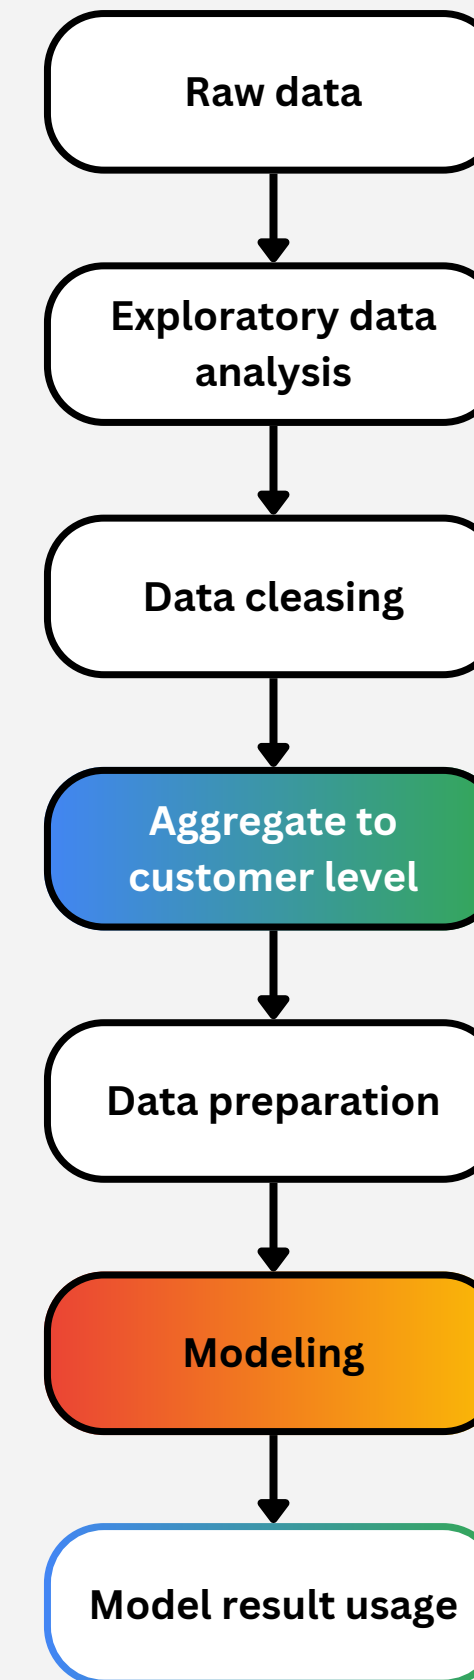 Raw data
Exploratory data
analysis
Data cleasing
Aggregate to
customer level
Data preparation
Modeling
Model result usage